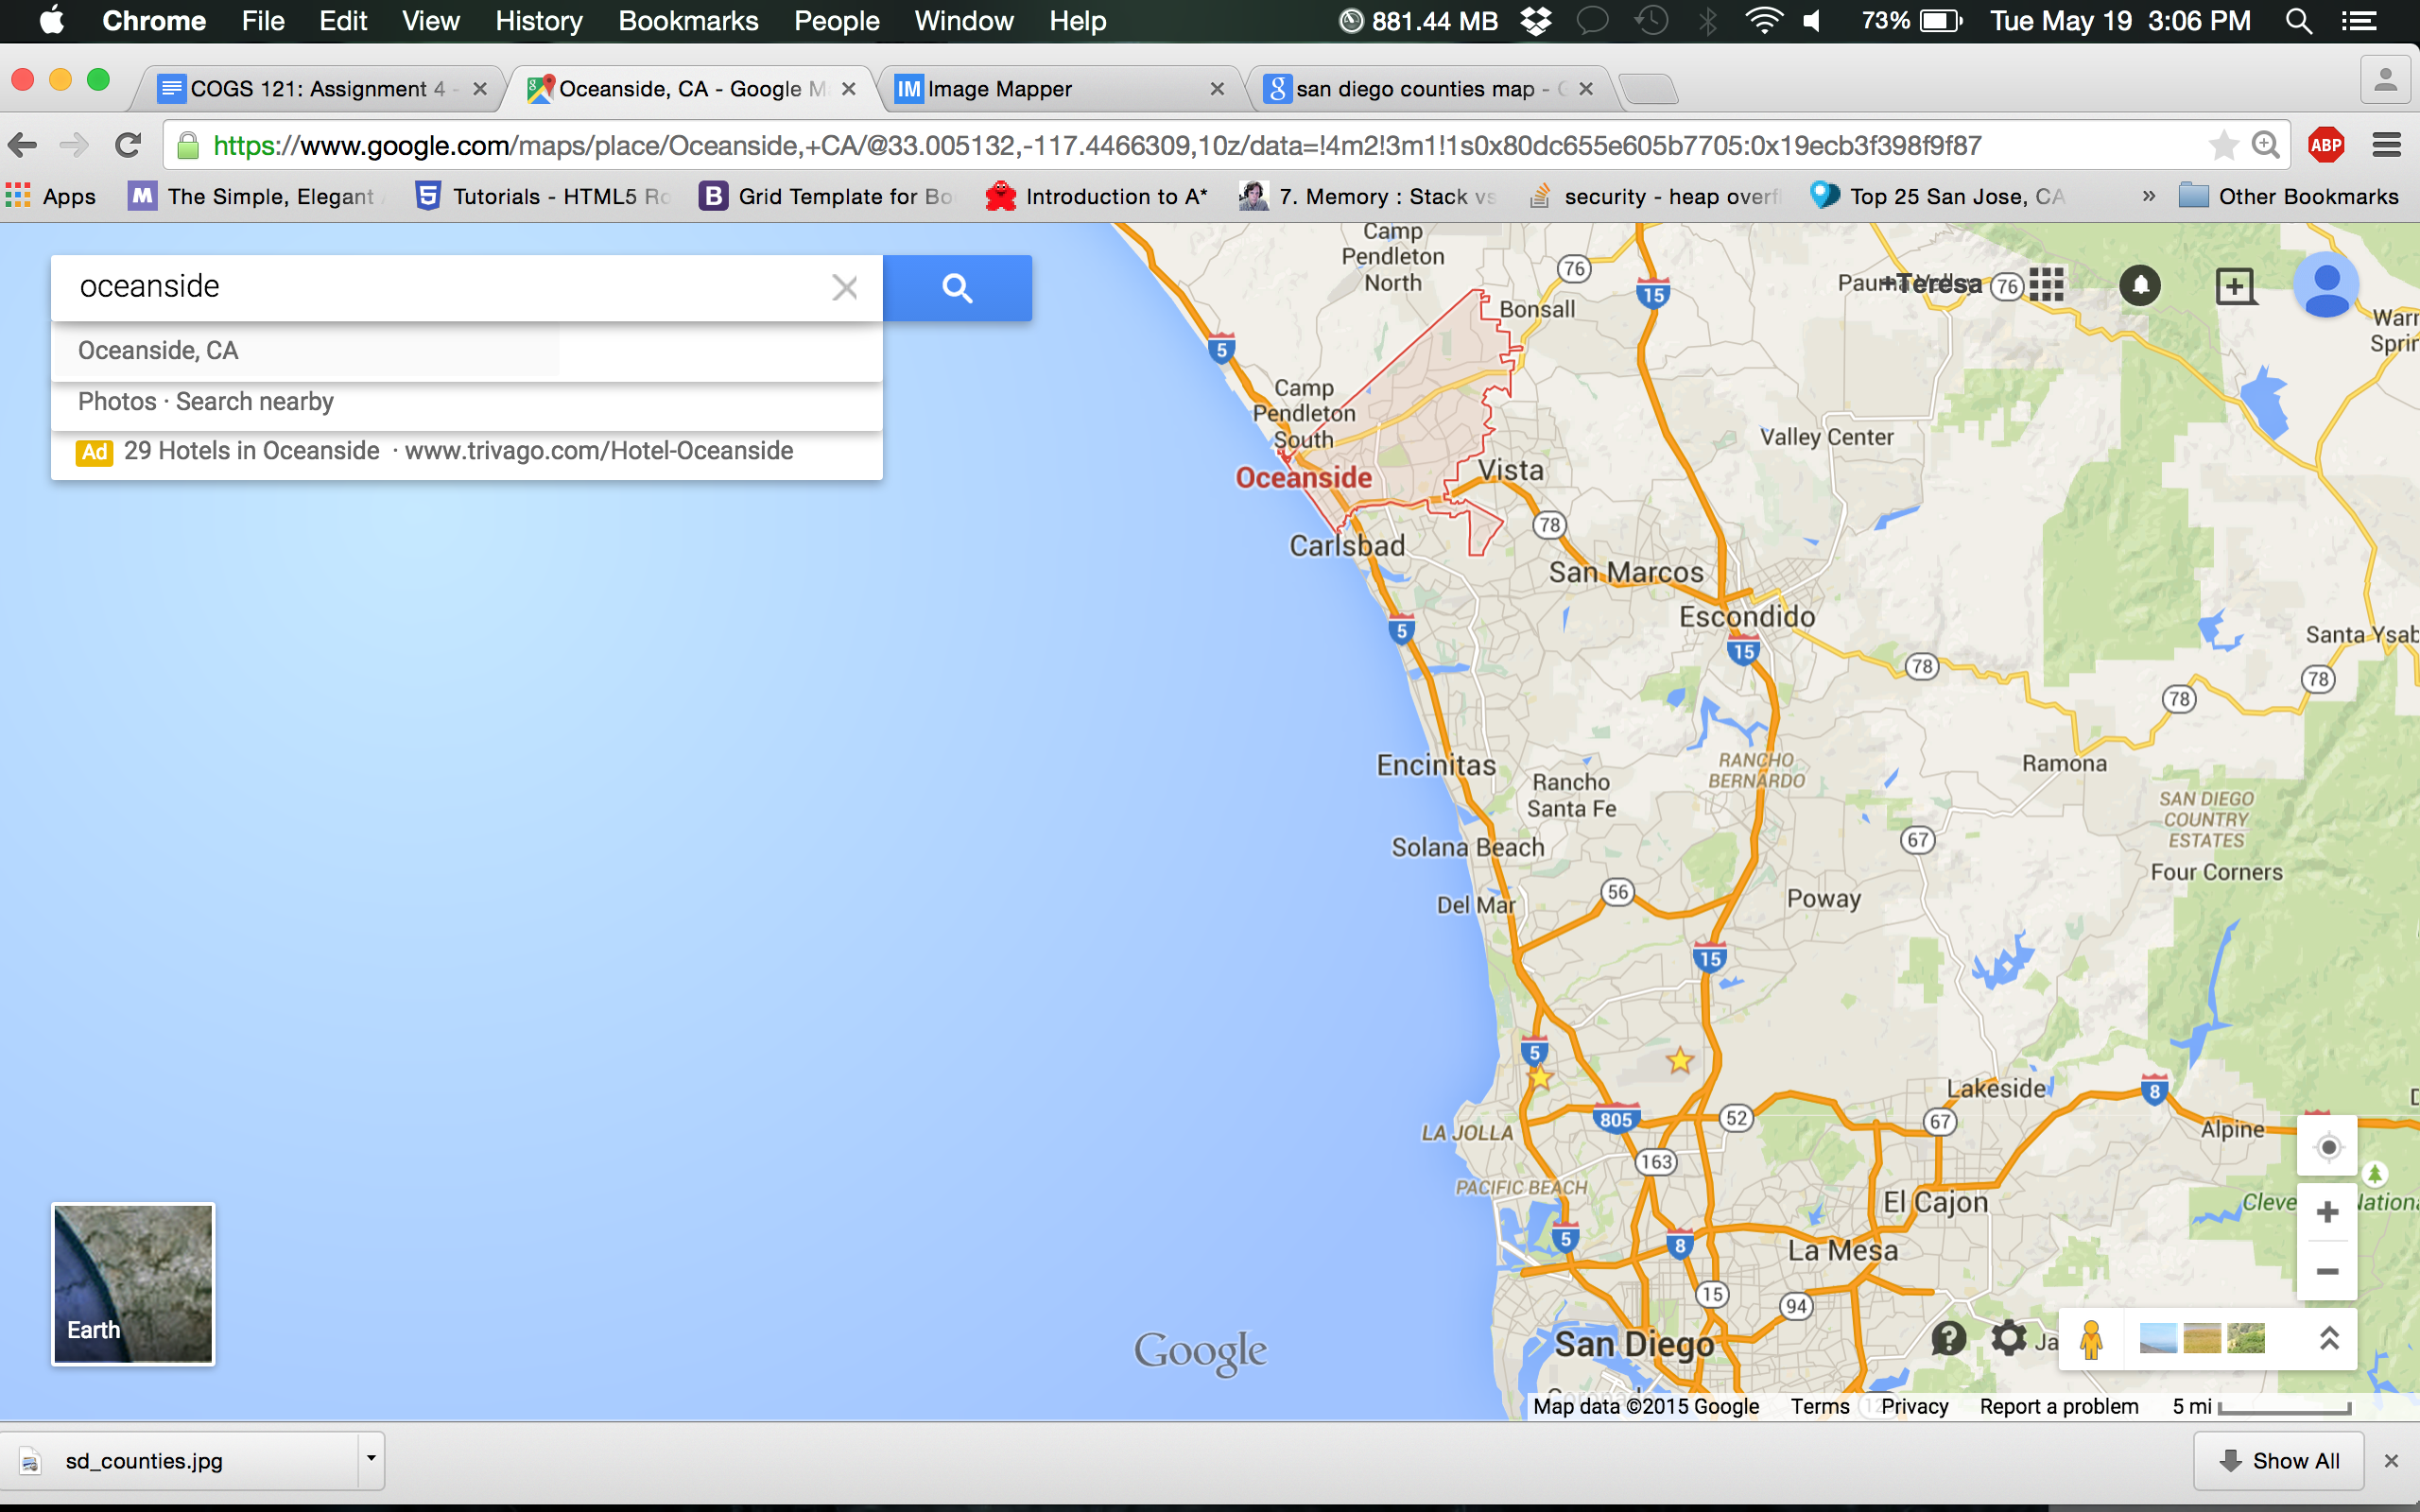 Chrome File Edit View History Bookmarks People Window Help 881.44 MB 73% Tue May 19 3:06 PM
COGS 121: Assignment 4 - Oceanside, CA - Google Ma IM Image Mapper g san diego counties map - G
https://www.google.com/maps/place/Oceanside,+CA/@33.005132,-117.4466309,10z/data=!4m2!3m1!1s0x80dc655e605b7705:0x19ecb3f398f9f87 ABP
Apps M The Simple, Elegant 5 Tutorials - HTML5 Ro B Grid Template for Bo Introduction to A* 7. Memory : Stack vs security - heap overfl Top 25 San Jose, CA » Other Bookmarks
oceanside
Oceanside, CA
Photos · Search nearby
Ad 29 Hotels in Oceanside · www.trivago.com/Hotel-Oceanside
Camp
Pendleton
North
76
15
Pauma Valley
+Teresa
76
Bonsall
Warn
Sprin
5
Camp
Pendleton
South
Valley Center
Oceanside
Vista
78
Carlsbad
San Marcos
Escondido
5
15
Santa Ysab
78
78
78
Encinitas
RANCHO
BERNARDO
Ramona
Rancho
Santa Fe
SAN DIEGO
COUNTRY
ESTATES
Solana Beach
67
Four Corners
56
Del Mar
Poway
15
5
Lakeside
8
805
52
67
Alpine
LA JOLLA
163
PACIFIC BEACH
El Cajon
Cleve
Nationa
5
8
La Mesa
15
94
Earth
Google
San Diego
Ja
Coronado
Map data ©2015 Google Terms Privacy Report a problem 5 mi
sd_counties.jpg
Show All